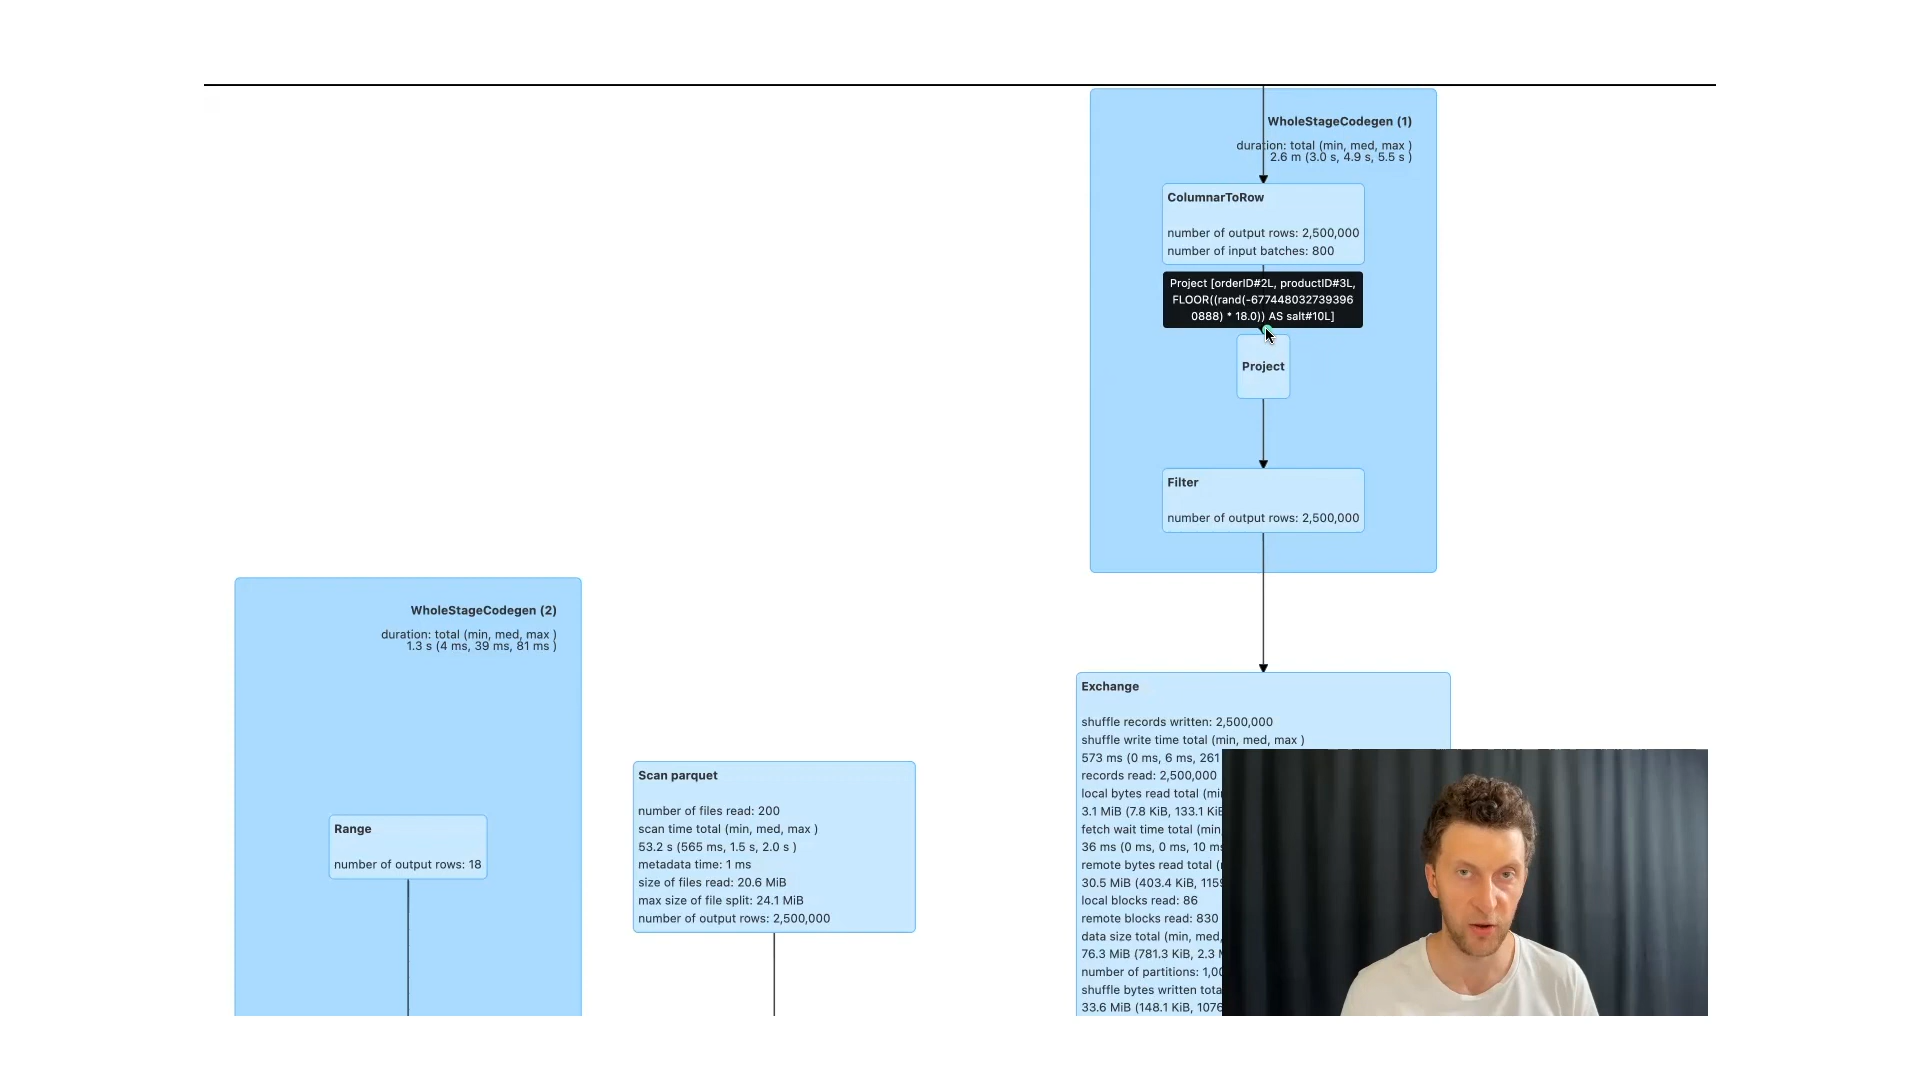 WholeStageCodegen (1)
duration: total (min, med, max )
2.6 m (3.0 s, 4.9 s, 5.5 s )
ColumnarToRow
number of output rows: 2,500,000
number of input batches: 800
Project [orderID#2L, productID#3L,
FLOOR((rand(-677448032739396
0888) * 18.0)) AS salt#10L]
Project
Filter
number of output rows: 2,500,000
WholeStageCodegen (2)
duration: total (min, med, max )
1.3 s (4 ms, 39 ms, 81 ms )
Range
number of output rows: 18
Scan parquet
number of files read: 200
scan time total (min, med, max )
53.2 s (565 ms, 1.5 s, 2.0 s )
metadata time: 1 ms
size of files read: 20.6 MiB
max size of file split: 24.1 MiB
number of output rows: 2,500,000
Exchange
shuffle records written: 2,500,000
shuffle write time total (min, med, max )
573 ms (0 ms, 6 ms, 261
records read: 2,500,000
local bytes read total (mi
3.1 MiB (7.8 KiB, 133.1 KiB
fetch wait time total (min,
36 ms (0 ms, 0 ms, 10 ms
remote bytes read total (
30.5 MiB (403.4 KiB, 1159
local blocks read: 86
remote blocks read: 830
data size total (min, med,
76.3 MiB (781.3 KiB, 2.3
number of partitions: 1,00
shuffle bytes written tota
33.6 MiB (148.1 KiB, 1076